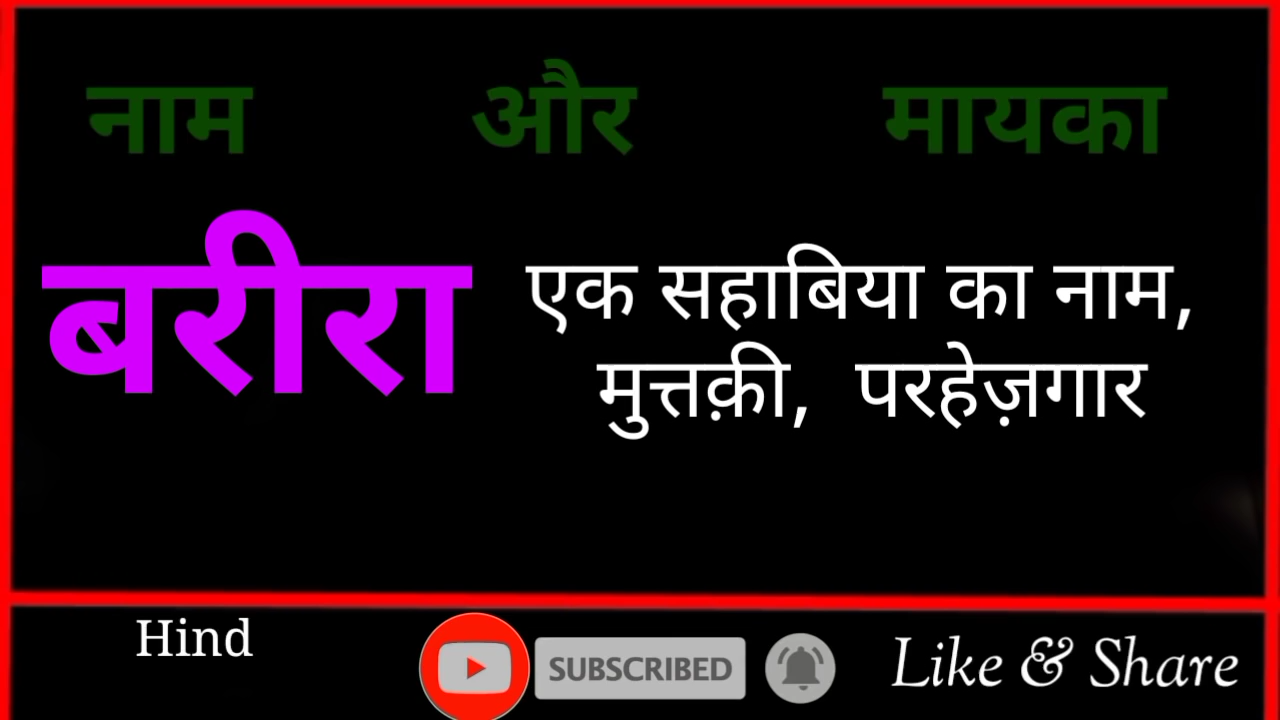 नाम और मायका
बरीरा
एक सहाबिया का नाम,
मुत्तक़ी, परहेज़गार
Hind
SUBSCRIBED
Like & Share